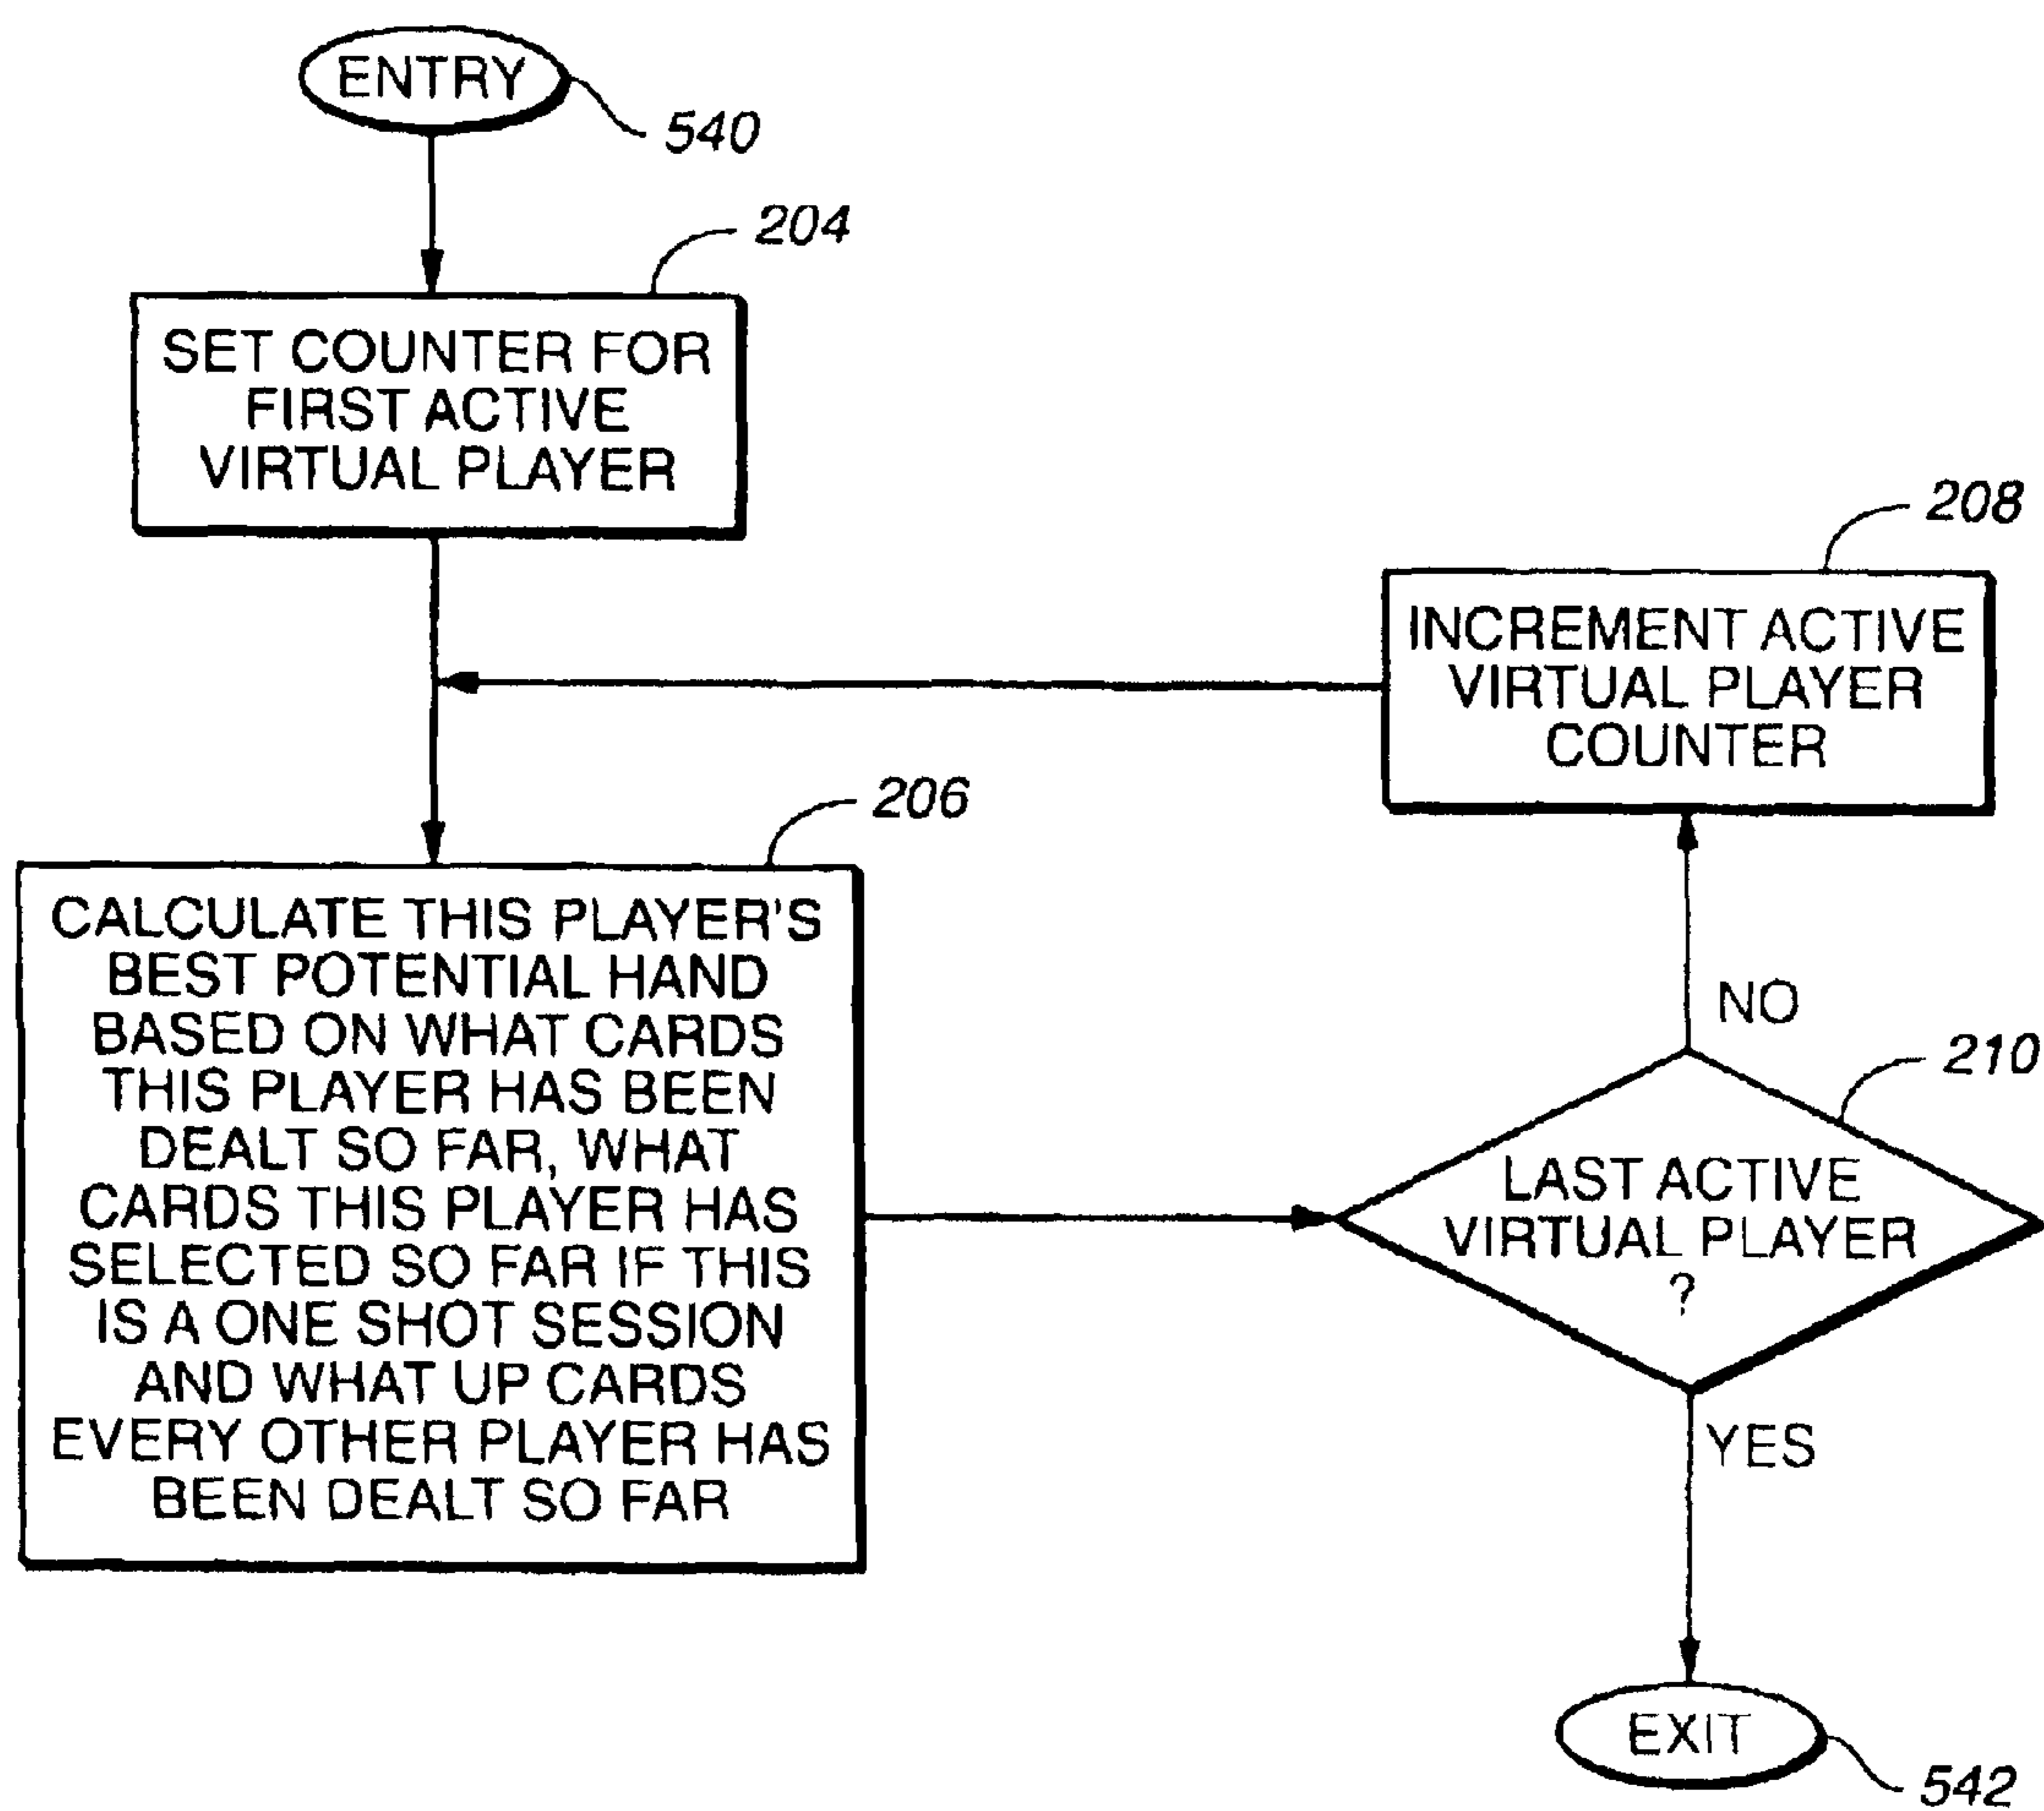 ENTRY
540
204
SET COUNTER FOR
FIRST ACTIVE
VIRTUAL PLAYER
208
INCREMENT ACTIVE
VIRTUAL PLAYER
COUNTER
206
CALCULATE THIS PLAYER'S
BEST POTENTIAL HAND
BASED ON WHAT CARDS
THIS PLAYER HAS BEEN
DEALT SO FAR, WHAT
CARDS THIS PLAYER HAS
SELECTED SO FAR IF THIS
IS A ONE SHOT SESSION
AND WHAT UP CARDS
EVERY OTHER PLAYER HAS
BEEN DEALT SO FAR
NO
210
LAST ACTIVE
VIRTUAL PLAYER
?
YES
EXIT
542